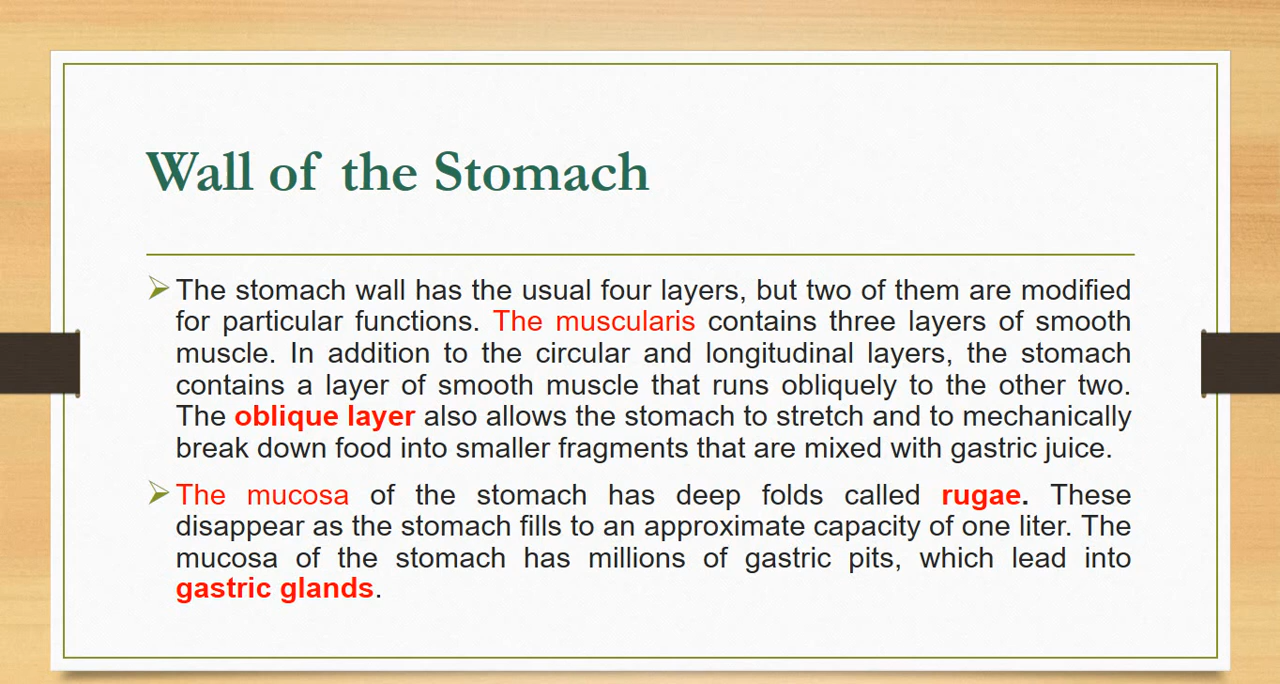 Wall of the Stomach
The stomach wall has the usual four layers, but two of them are modified
for particular functions. The muscularis contains three layers of smooth
muscle. In addition to the circular and longitudinal layers, the stomach
contains a layer of smooth muscle that runs obliquely to the other two.
The oblique layer also allows the stomach to stretch and to mechanically
break down food into smaller fragments that are mixed with gastric juice.
The mucosa of the stomach has deep folds called rugae. These
disappear as the stomach fills to an approximate capacity of one liter. The
mucosa of the stomach has millions of gastric pits, which lead into
gastric glands.